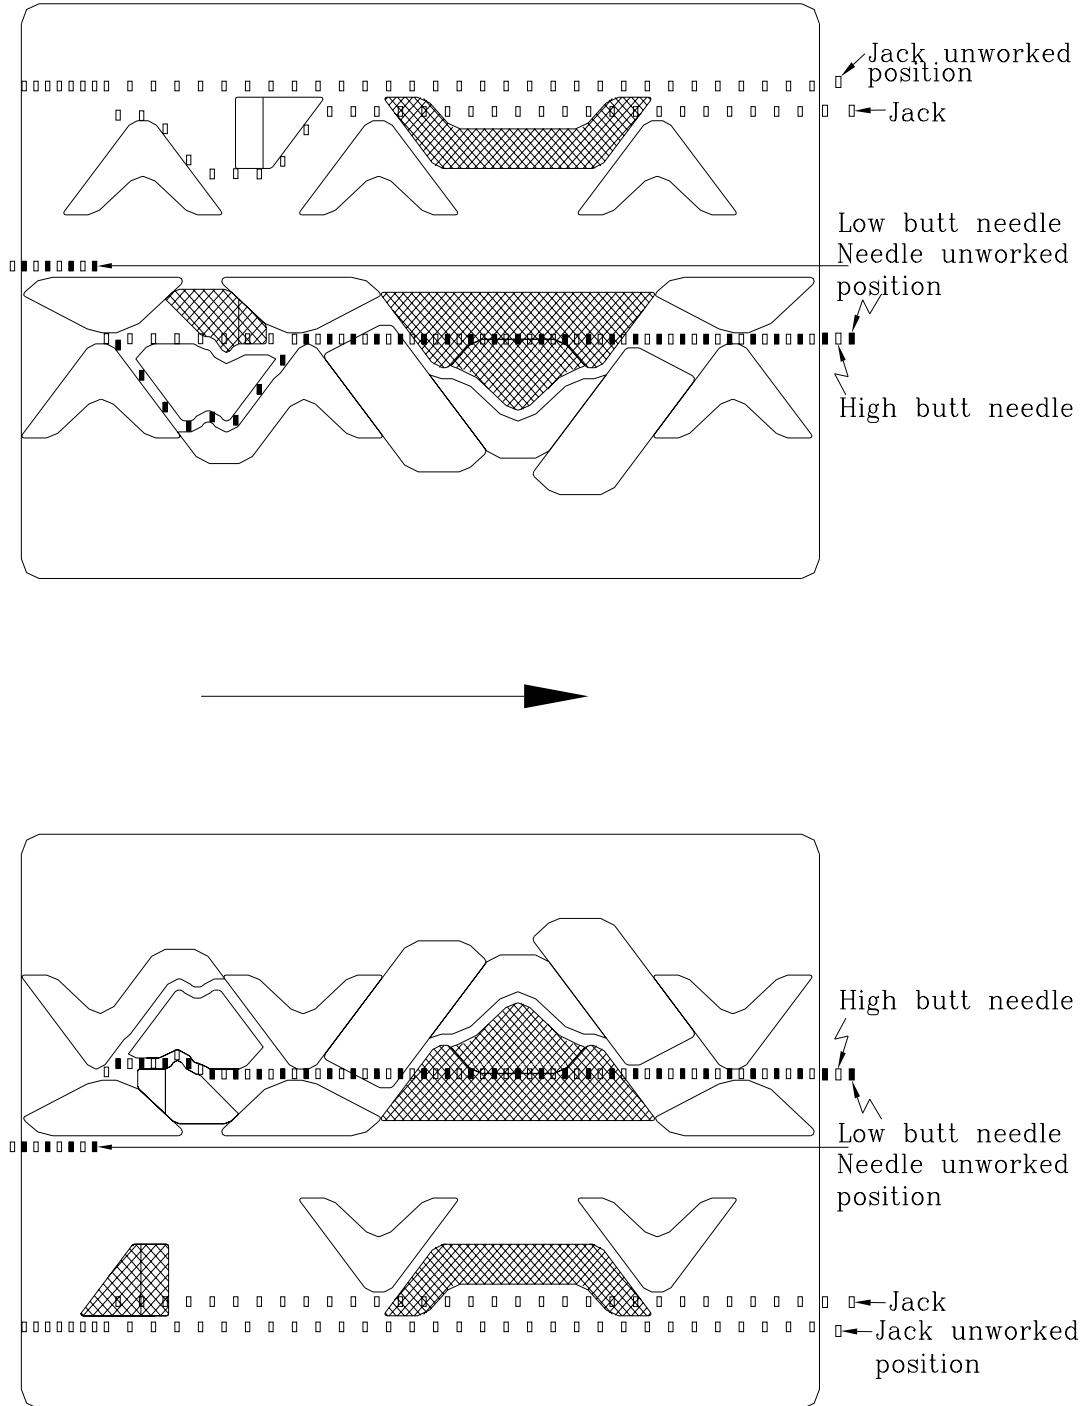 Jack unworked
position
Jack
Low butt needle
Needle unworked
position
High butt needle
High butt needle
Low butt needle
Needle unworked
position
Jack
Jack unworked
position